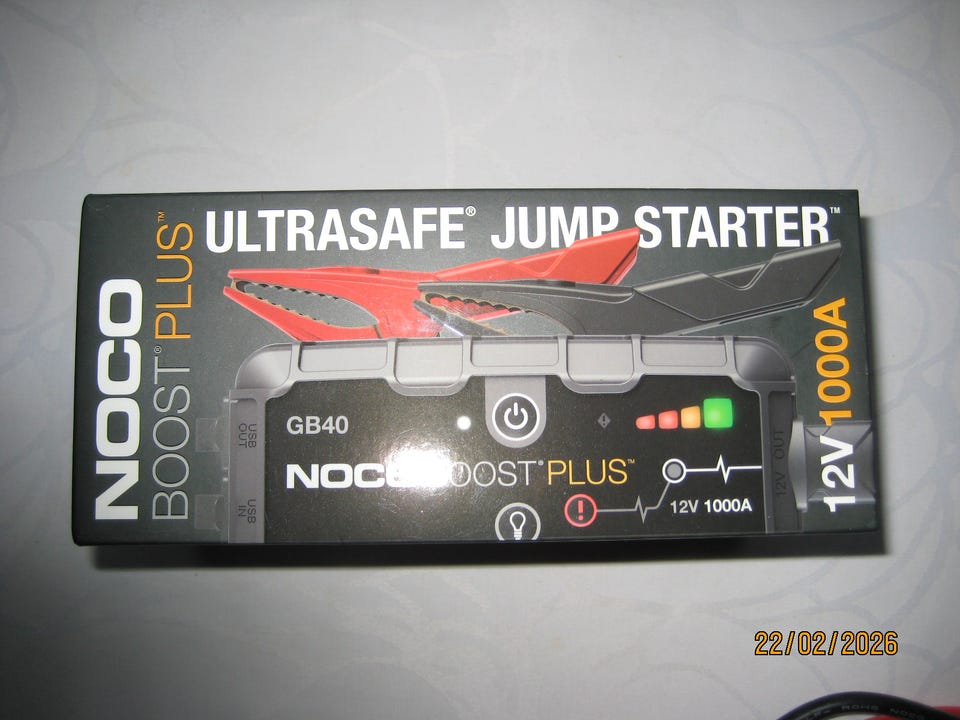 ULTRASAFE® JUMP STARTER™
NOCO
BOOST® PLUS™
12V 1000A
GB40
USB OUT
USB IN
12V OUT
NOCO BOOST® PLUS™
12V 1000A
22/02/2026